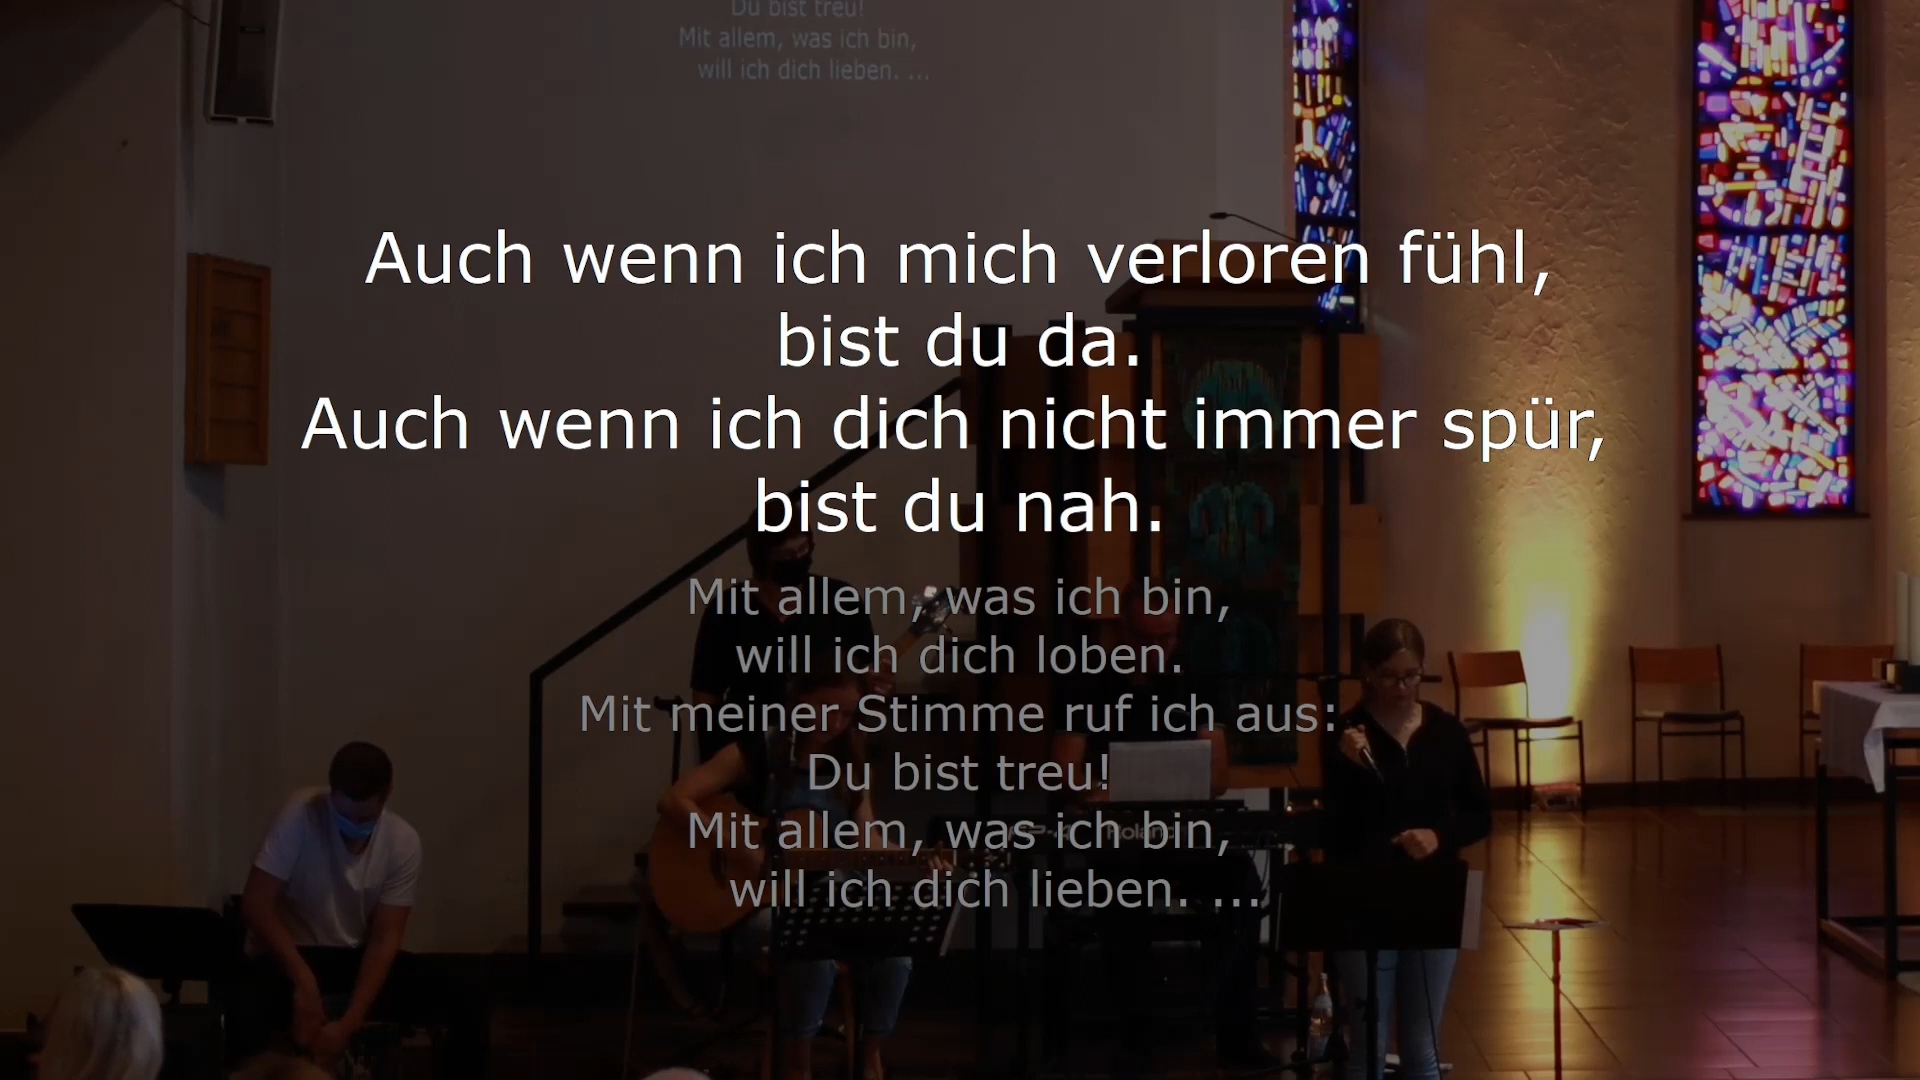 Du bist treu!
Mit allem, was ich bin,
will ich dich lieben. ...
Auch wenn ich mich verloren fühl,
bist du da.
Auch wenn ich dich nicht immer spür,
bist du nah.
Mit allem, was ich bin,
will ich dich loben.
Mit meiner Stimme ruf ich aus:
Du bist treu!
Mit allem, was ich bin,
will ich dich lieben. ...
Roland